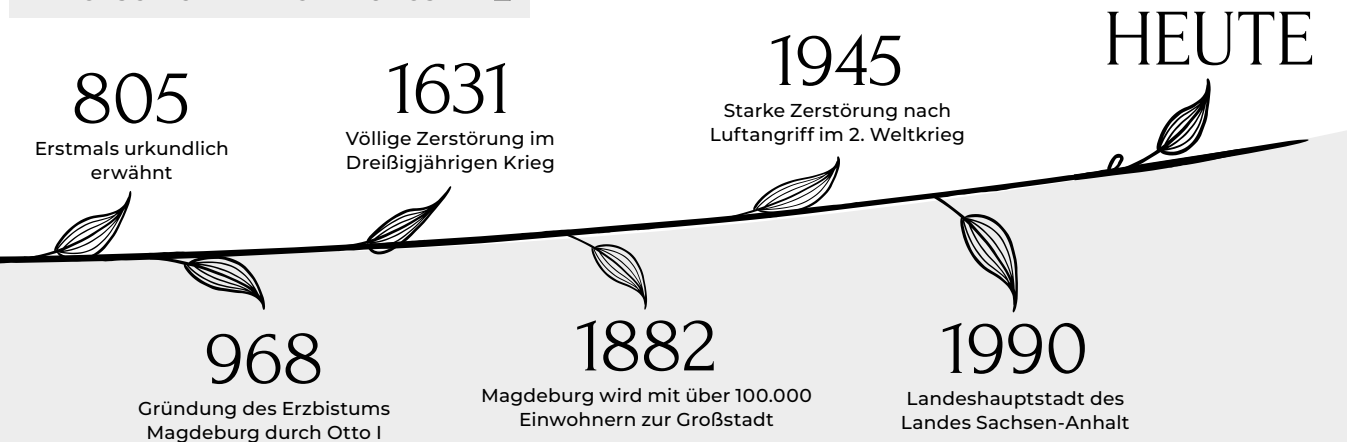 805
Erstmals urkundlich
erwähnt
968
Gründung des Erzbistums
Magdeburg durch Otto I
1631
Völlige Zerstörung im
Dreißigjährigen Krieg
1882
Magdeburg wird mit über 100.000
Einwohnern zur Großstadt
1945
Starke Zerstörung nach
Luftangriff im 2. Weltkrieg
1990
Landeshauptstadt des
Landes Sachsen-Anhalt
HEUTE